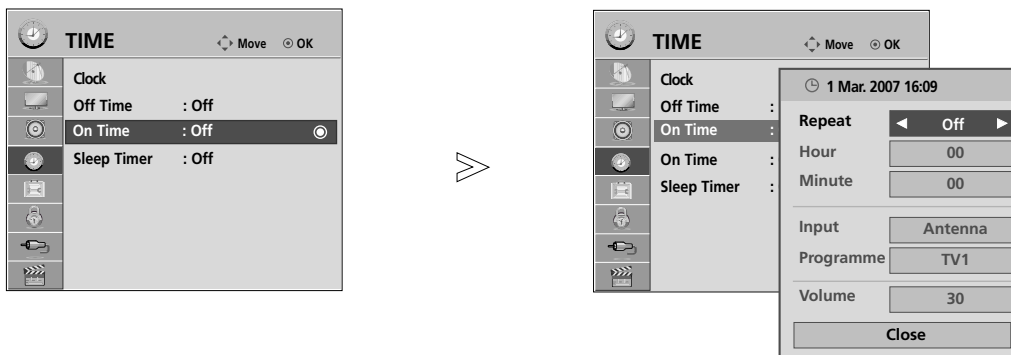 TIME Move OK
Clock
Off Time : Off
On Time : Off
Sleep Timer : Off
TIME Move OK
Clock
Off Time :
On Time :
On Time :
Sleep Timer :
1 Mar. 2007 16:09
Repeat ◄ Off ►
Hour 00
Minute 00
Input Antenna
Programme TV1
Volume 30
Close